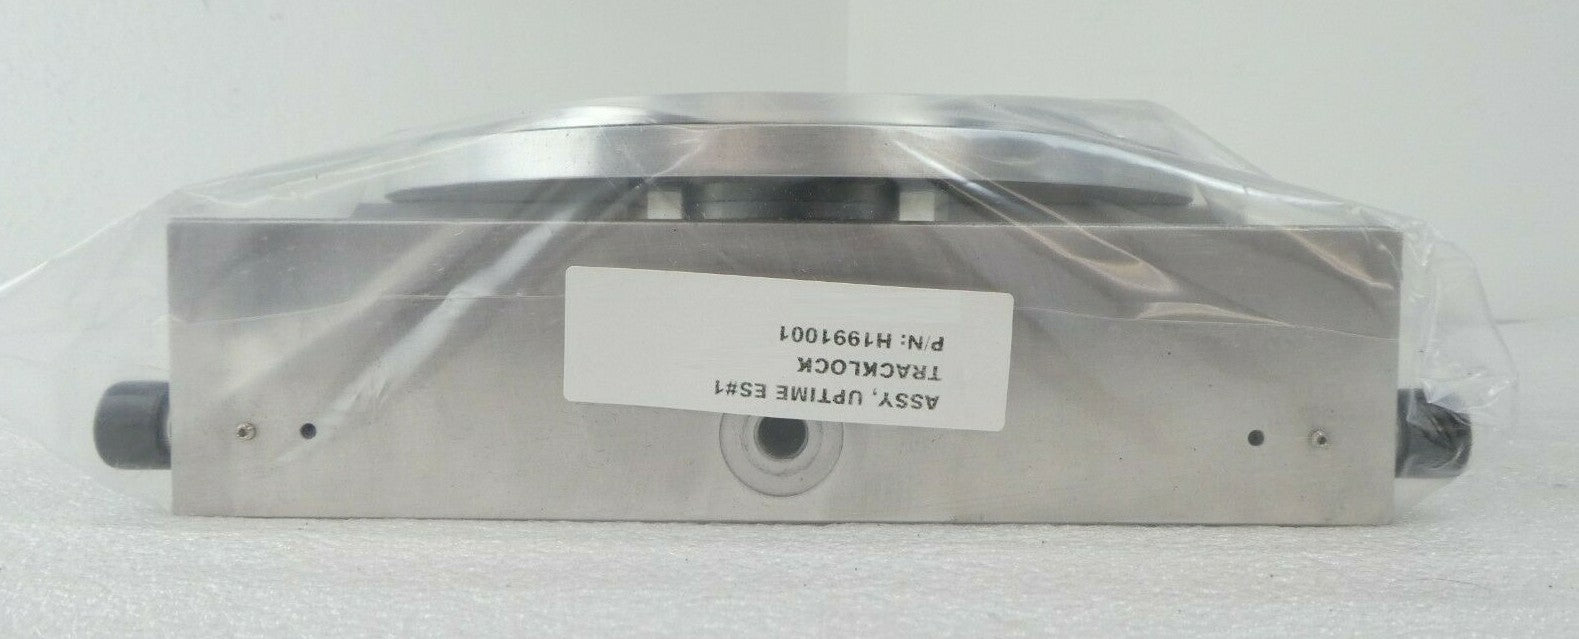 ASSY, UPTIME ES#1
TRACKLOCK
P/N: H1991001